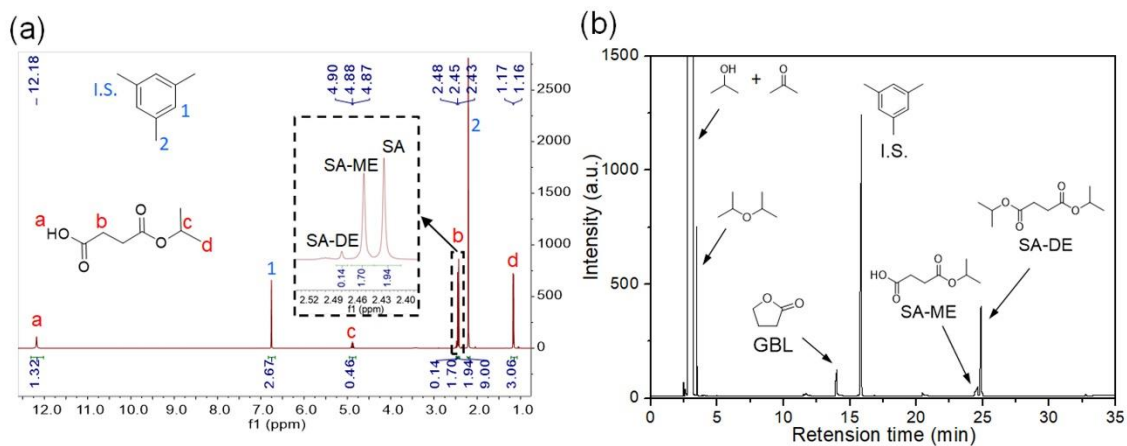 (a)
-12.18
4.90
4.88
4.87
2.48
2.45
2.43
1.17
1.16
I.S.
1
2
2
a
HO
b
O
O
O
c
d
SA
SA-ME
SA-DE
0.14
1.70
1.94
2.52 2.49 2.46 2.43 2.40
f1 (ppm)
b
d
1
a
c
2500
2000
1500
1000
500
0
1.32
2.67
0.46
0.14
1.70
1.94
9.00
3.06
12.0 11.0 10.0 9.0 8.0 7.0 6.0 5.0 4.0 3.0 2.0 1.0
f1 (ppm)
(b)
1500
1000
500
0
Intensity (a.u.)
OH
+
O
I.S.
O
O
O
O
O
SA-DE
HO
O
O
O
SA-ME
O
O
GBL
0 5 10 15 20 25 30 35
Retension time (min)